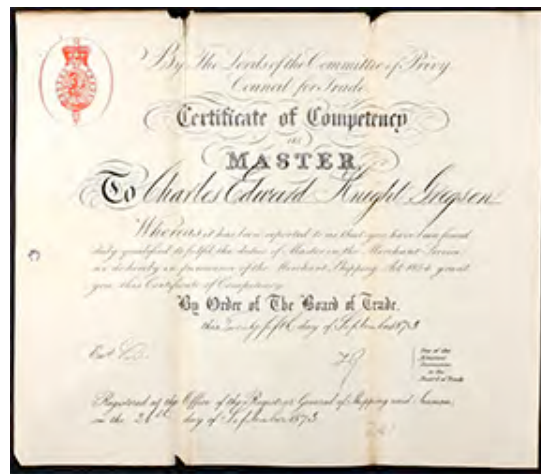 By The Lords of the Committee of Privy
Council for Trade
Certificate of Competency
as
MASTER
To Charles Edward Knight Gregson
Whereas it has been reported to us that you have been found
duly qualified to fulfil the duties of Master in the Merchant Service
we do hereby in pursuance of the Merchant Shipping Act 1854 grant
you this Certificate of Competency
By Order of The Board of Trade.
this Twenty fifth day of September 1873
One of the
Assistant
Secretaries
to the
Board of Trade
Registered at the Office of the Registrar General of Shipping and Seamen
on the 26th day of September 1873